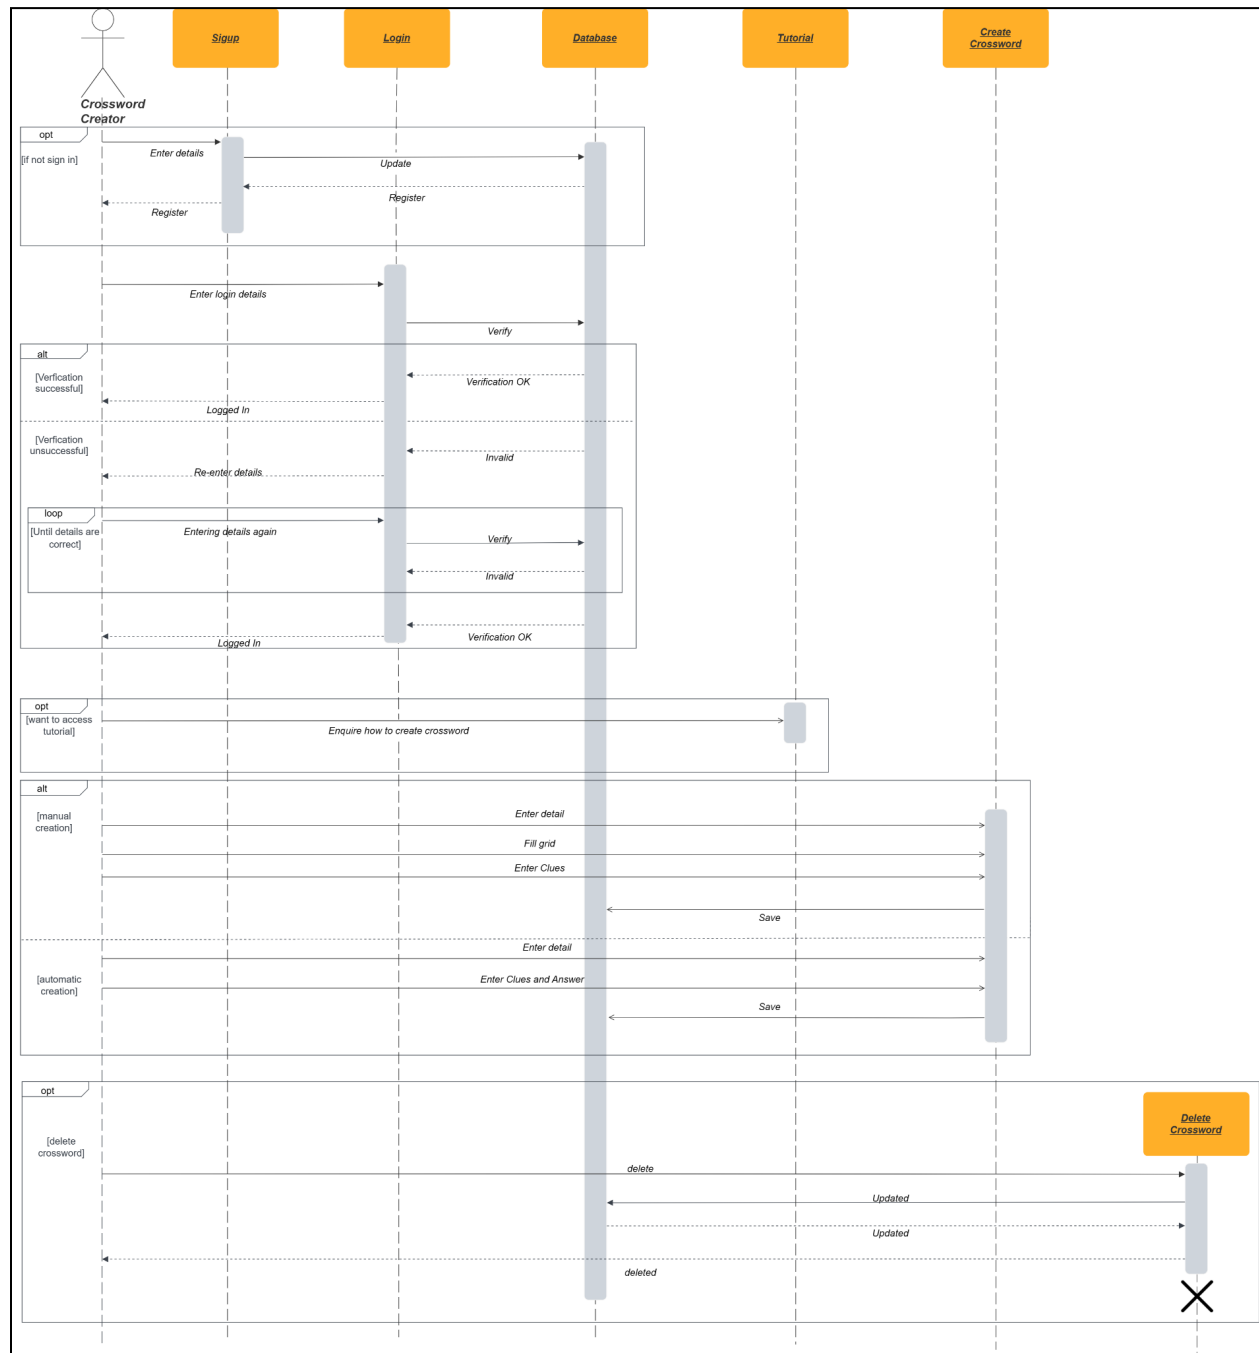 Sigup
Login
Database
Tutorial
Create
Crossword
Crossword
Creator
opt
[if not sign in]
Enter details
Update
Register
Register
Enter login details
Verify
alt
[Verfication
successful]
Verification OK
Logged In
[Verfication
unsuccessful]
Invalid
Re-enter details
loop
[Until details are
correct]
Entering details again
Verify
Invalid
Verification OK
Logged In
opt
[want to access
tutorial]
Enquire how to create crossword
alt
[manual
creation]
Enter detail
Fill grid
Enter Clues
Save
Enter detail
[automatic
creation]
Enter Clues and Answer
Save
opt
Delete
Crossword
[delete
crossword]
delete
Updated
Updated
deleted